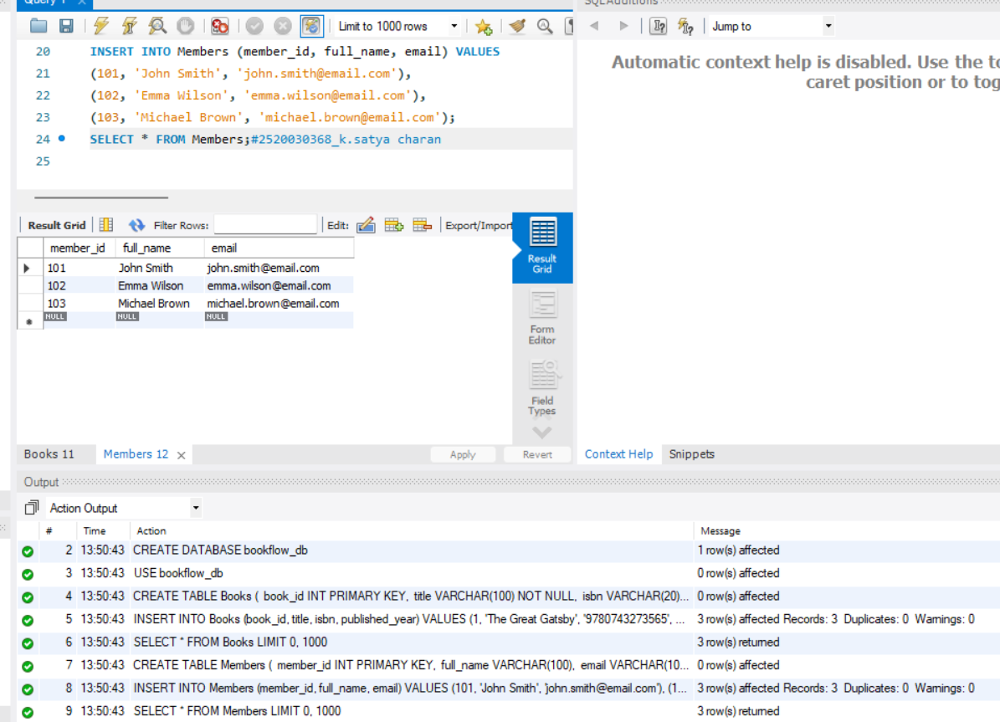 Query 1 ×
SQLAdditions
Limit to 1000 rows
Jump to
20 INSERT INTO Members (member_id, full_name, email) VALUES
21 (101, 'John Smith', 'john.smith@email.com'),
22 (102, 'Emma Wilson', 'emma.wilson@email.com'),
23 (103, 'Michael Brown', 'michael.brown@email.com');
24 SELECT * FROM Members;#2520030368_k.satya charan
25
Automatic context help is disabled. Use the
caret position or to
Result Grid Filter Rows: Edit: Export/Import
member_id full_name email
101 John Smith john.smith@email.com
102 Emma Wilson emma.wilson@email.com
103 Michael Brown michael.brown@email.com
NULL NULL NULL
Result
Grid
Form
Editor
Field
Types
Books 11 Members 12 × Apply Revert
Context Help Snippets
Output
Action Output
# Time Action Message
2 13:50:43 CREATE DATABASE bookflow_db 1 row(s) affected
3 13:50:43 USE bookflow_db 0 row(s) affected
4 13:50:43 CREATE TABLE Books ( book_id INT PRIMARY KEY, title VARCHAR(100) NOT NULL, isbn VARCHAR(20)... 0 row(s) affected
5 13:50:43 INSERT INTO Books (book_id, title, isbn, published_year) VALUES (1, 'The Great Gatsby', '9780743273565', ... 3 row(s) affected Records: 3 Duplicates: 0 Warnings: 0
6 13:50:43 SELECT * FROM Books LIMIT 0, 1000 3 row(s) returned
7 13:50:43 CREATE TABLE Members ( member_id INT PRIMARY KEY, full_name VARCHAR(100), email VARCHAR(10... 0 row(s) affected
8 13:50:43 INSERT INTO Members (member_id, full_name, email) VALUES (101, 'John Smith', 'john.smith@email.com'), (1... 3 row(s) affected Records: 3 Duplicates: 0 Warnings: 0
9 13:50:43 SELECT * FROM Members LIMIT 0, 1000 3 row(s) returned